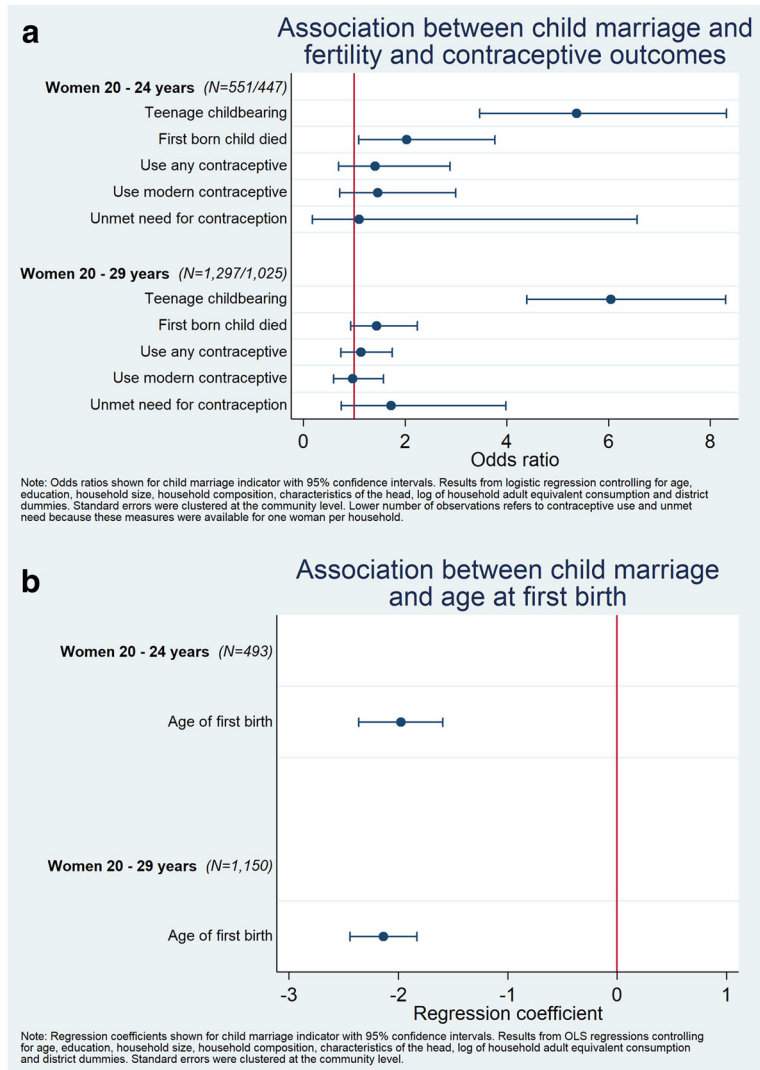 a
Association between child marriage and
fertility and contraceptive outcomes
Women 20 - 24 years (N=551/447)
Teenage childbearing
First born child died
Use any contraceptive
Use modern contraceptive
Unmet need for contraception
Women 20 - 29 years (N=1,297/1,025)
Teenage childbearing
First born child died
Use any contraceptive
Use modern contraceptive
Unmet need for contraception
0 2 4 6 8
Odds ratio
Note: Odds ratios shown for child marriage indicator with 95% confidence intervals. Results from logistic regression controlling for age,
education, household size, household composition, characteristics of the head, log of household adult equivalent consumption and district
dummies. Standard errors were clustered at the community level. Lower number of observations refers to contraceptive use and unmet
need because these measures were available for one woman per household.
b
Association between child marriage
and age at first birth
Women 20 - 24 years (N=493)
Age of first birth
Women 20 - 29 years (N=1,150)
Age of first birth
-3 -2 -1 0 1
Regression coefficient
Note: Regression coefficients shown for child marriage indicator with 95% confidence intervals. Results from OLS regressions controlling
for age, education, household size, household composition, characteristics of the head, log of household adult equivalent consumption
and district dummies. Standard errors were clustered at the community level.